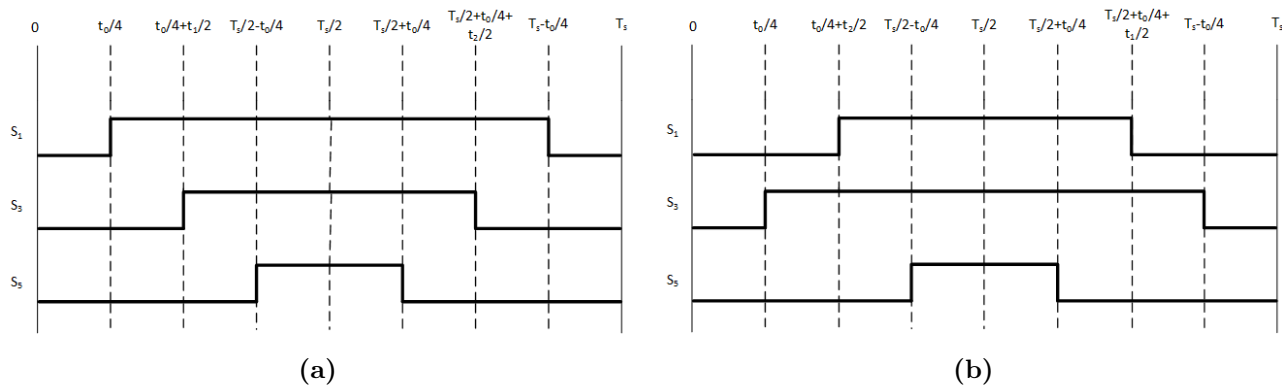 0 t₀/4 t₀/4+t₁/2 Tₛ/2-t₀/4 Tₛ/2 Tₛ/2+t₀/4 Tₛ/2+t₀/4+
t₂/2 Tₛ-t₀/4 Tₛ
S₁
S₃
S₅
(a)
0 t₀/4 t₀/4+t₂/2 Tₛ/2-t₀/4 Tₛ/2 Tₛ/2+t₀/4 Tₛ/2+t₀/4+
t₁/2 Tₛ-t₀/4 Tₛ
S₁
S₃
S₅
(b)